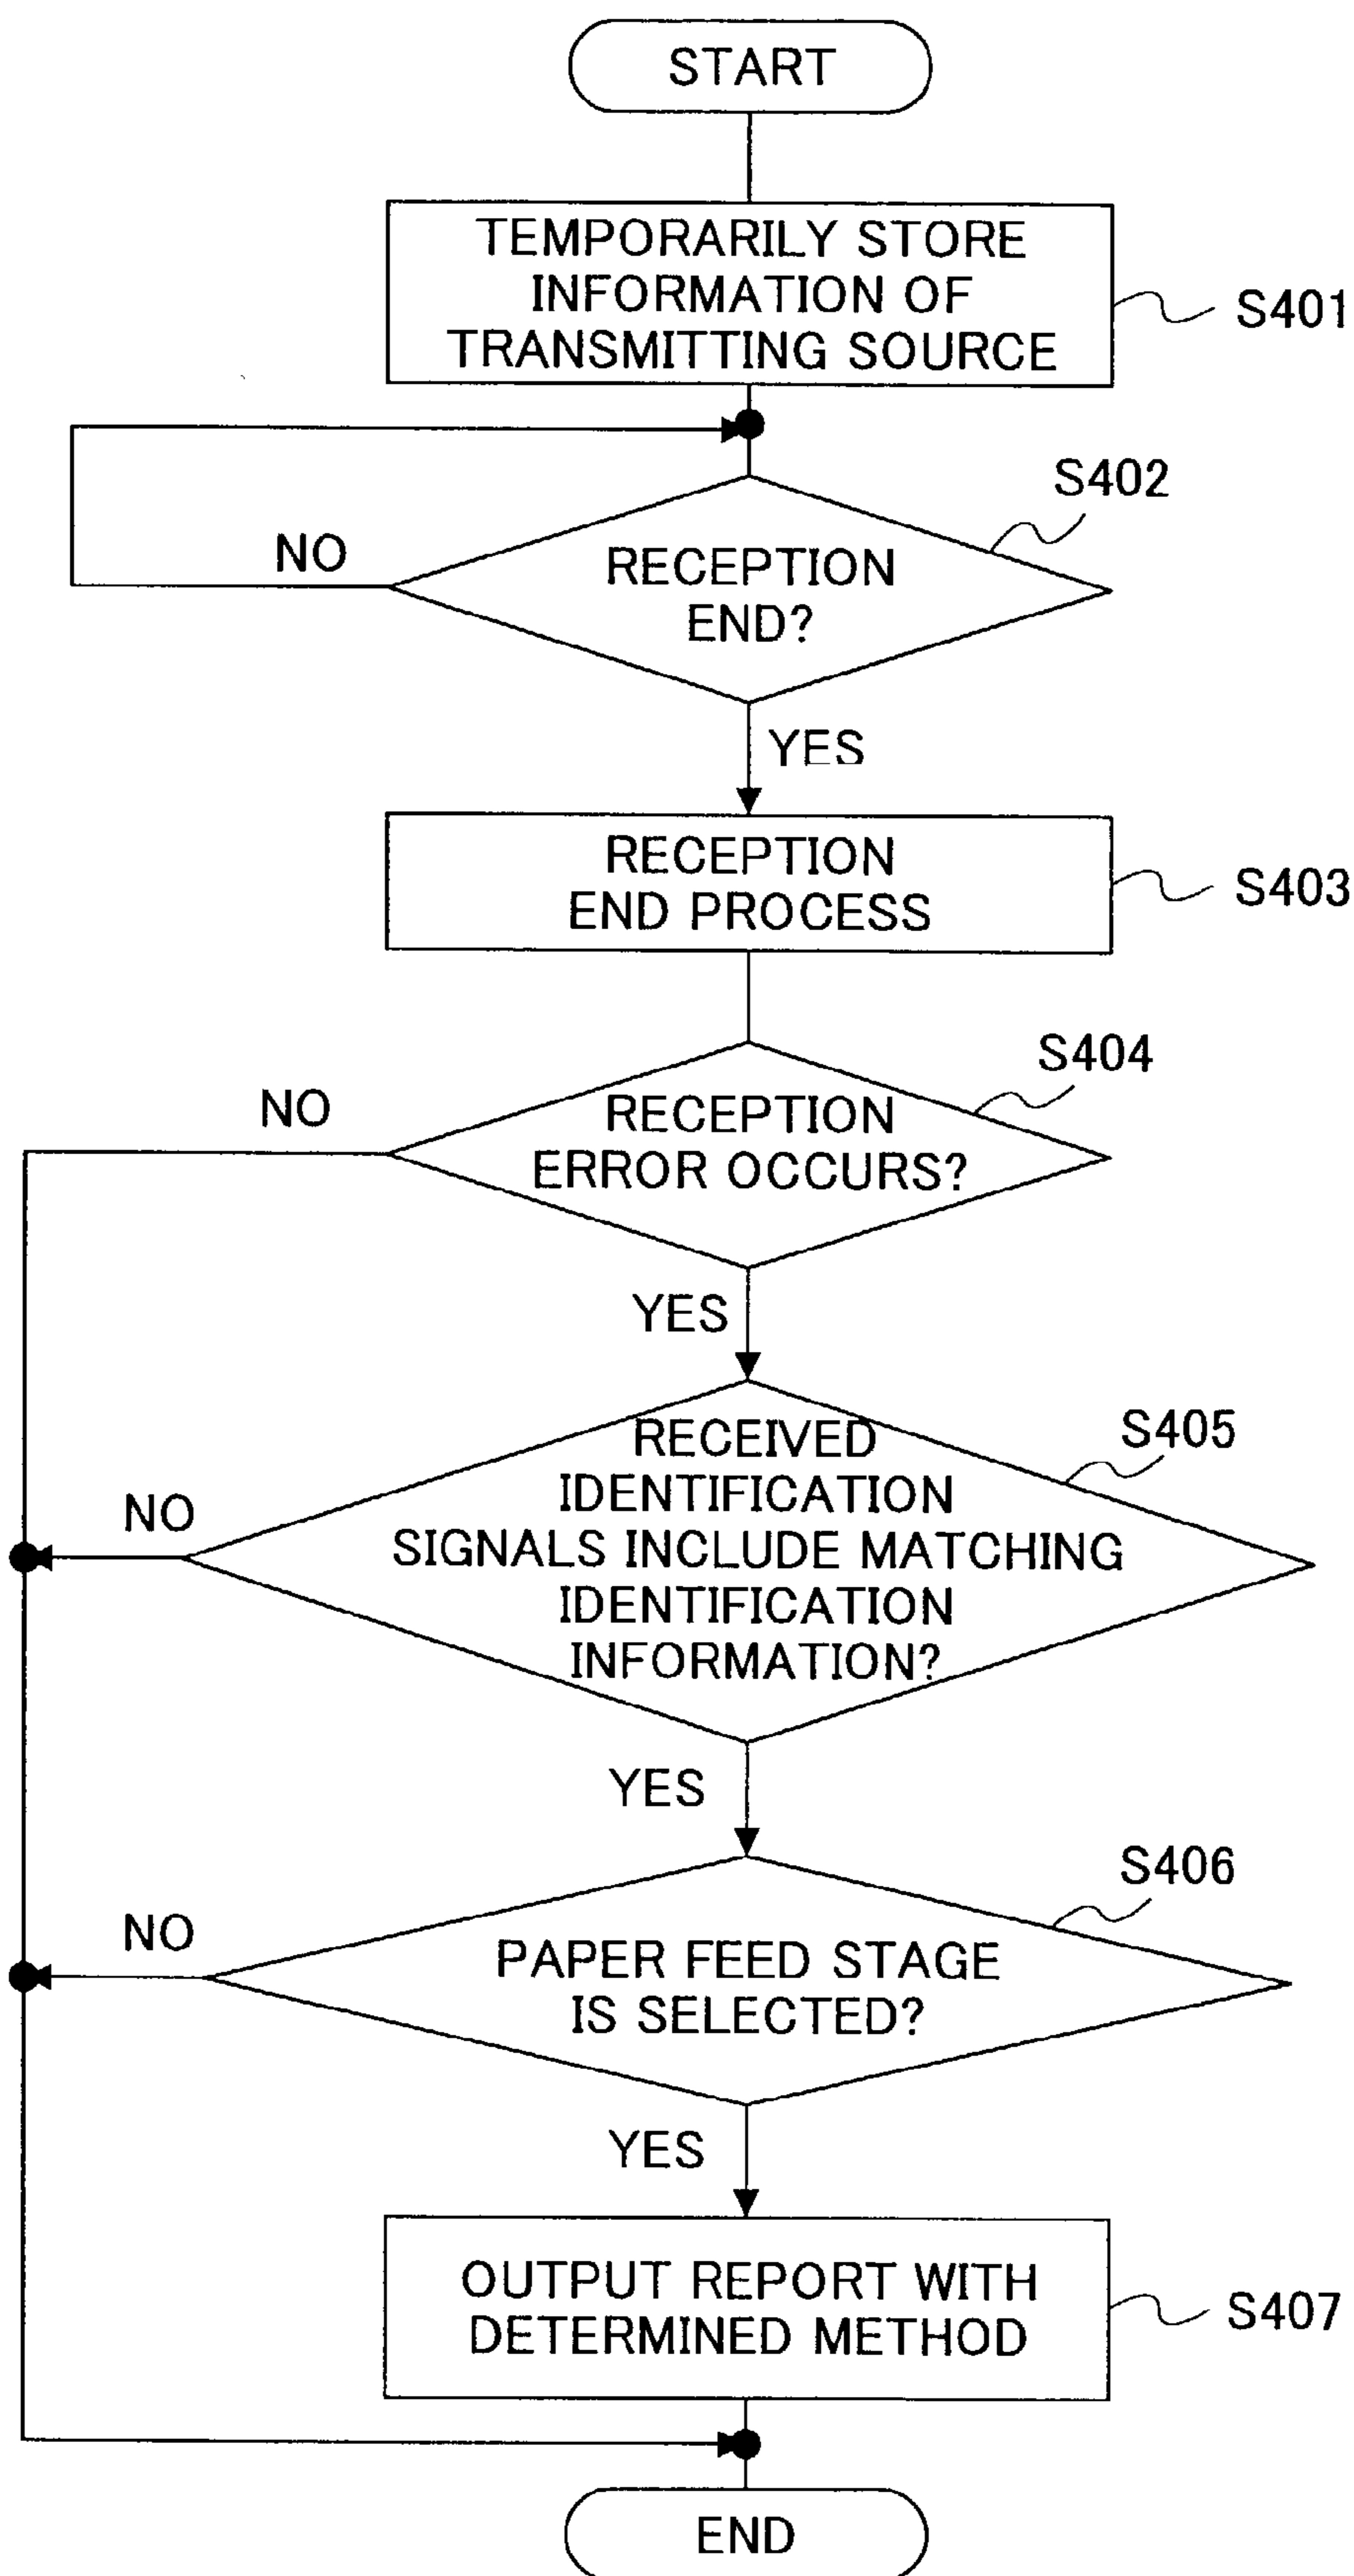 START
TEMPORARILY STORE
INFORMATION OF
TRANSMITTING SOURCE
S401
S402
NO
RECEPTION
END?
YES
RECEPTION
END PROCESS
S403
S404
NO
RECEPTION
ERROR OCCURS?
YES
S405
RECEIVED
IDENTIFICATION
NO
SIGNALS INCLUDE MATCHING
IDENTIFICATION
INFORMATION?
YES
S406
NO
PAPER FEED STAGE
IS SELECTED?
YES
OUTPUT REPORT WITH
DETERMINED METHOD
S407
END